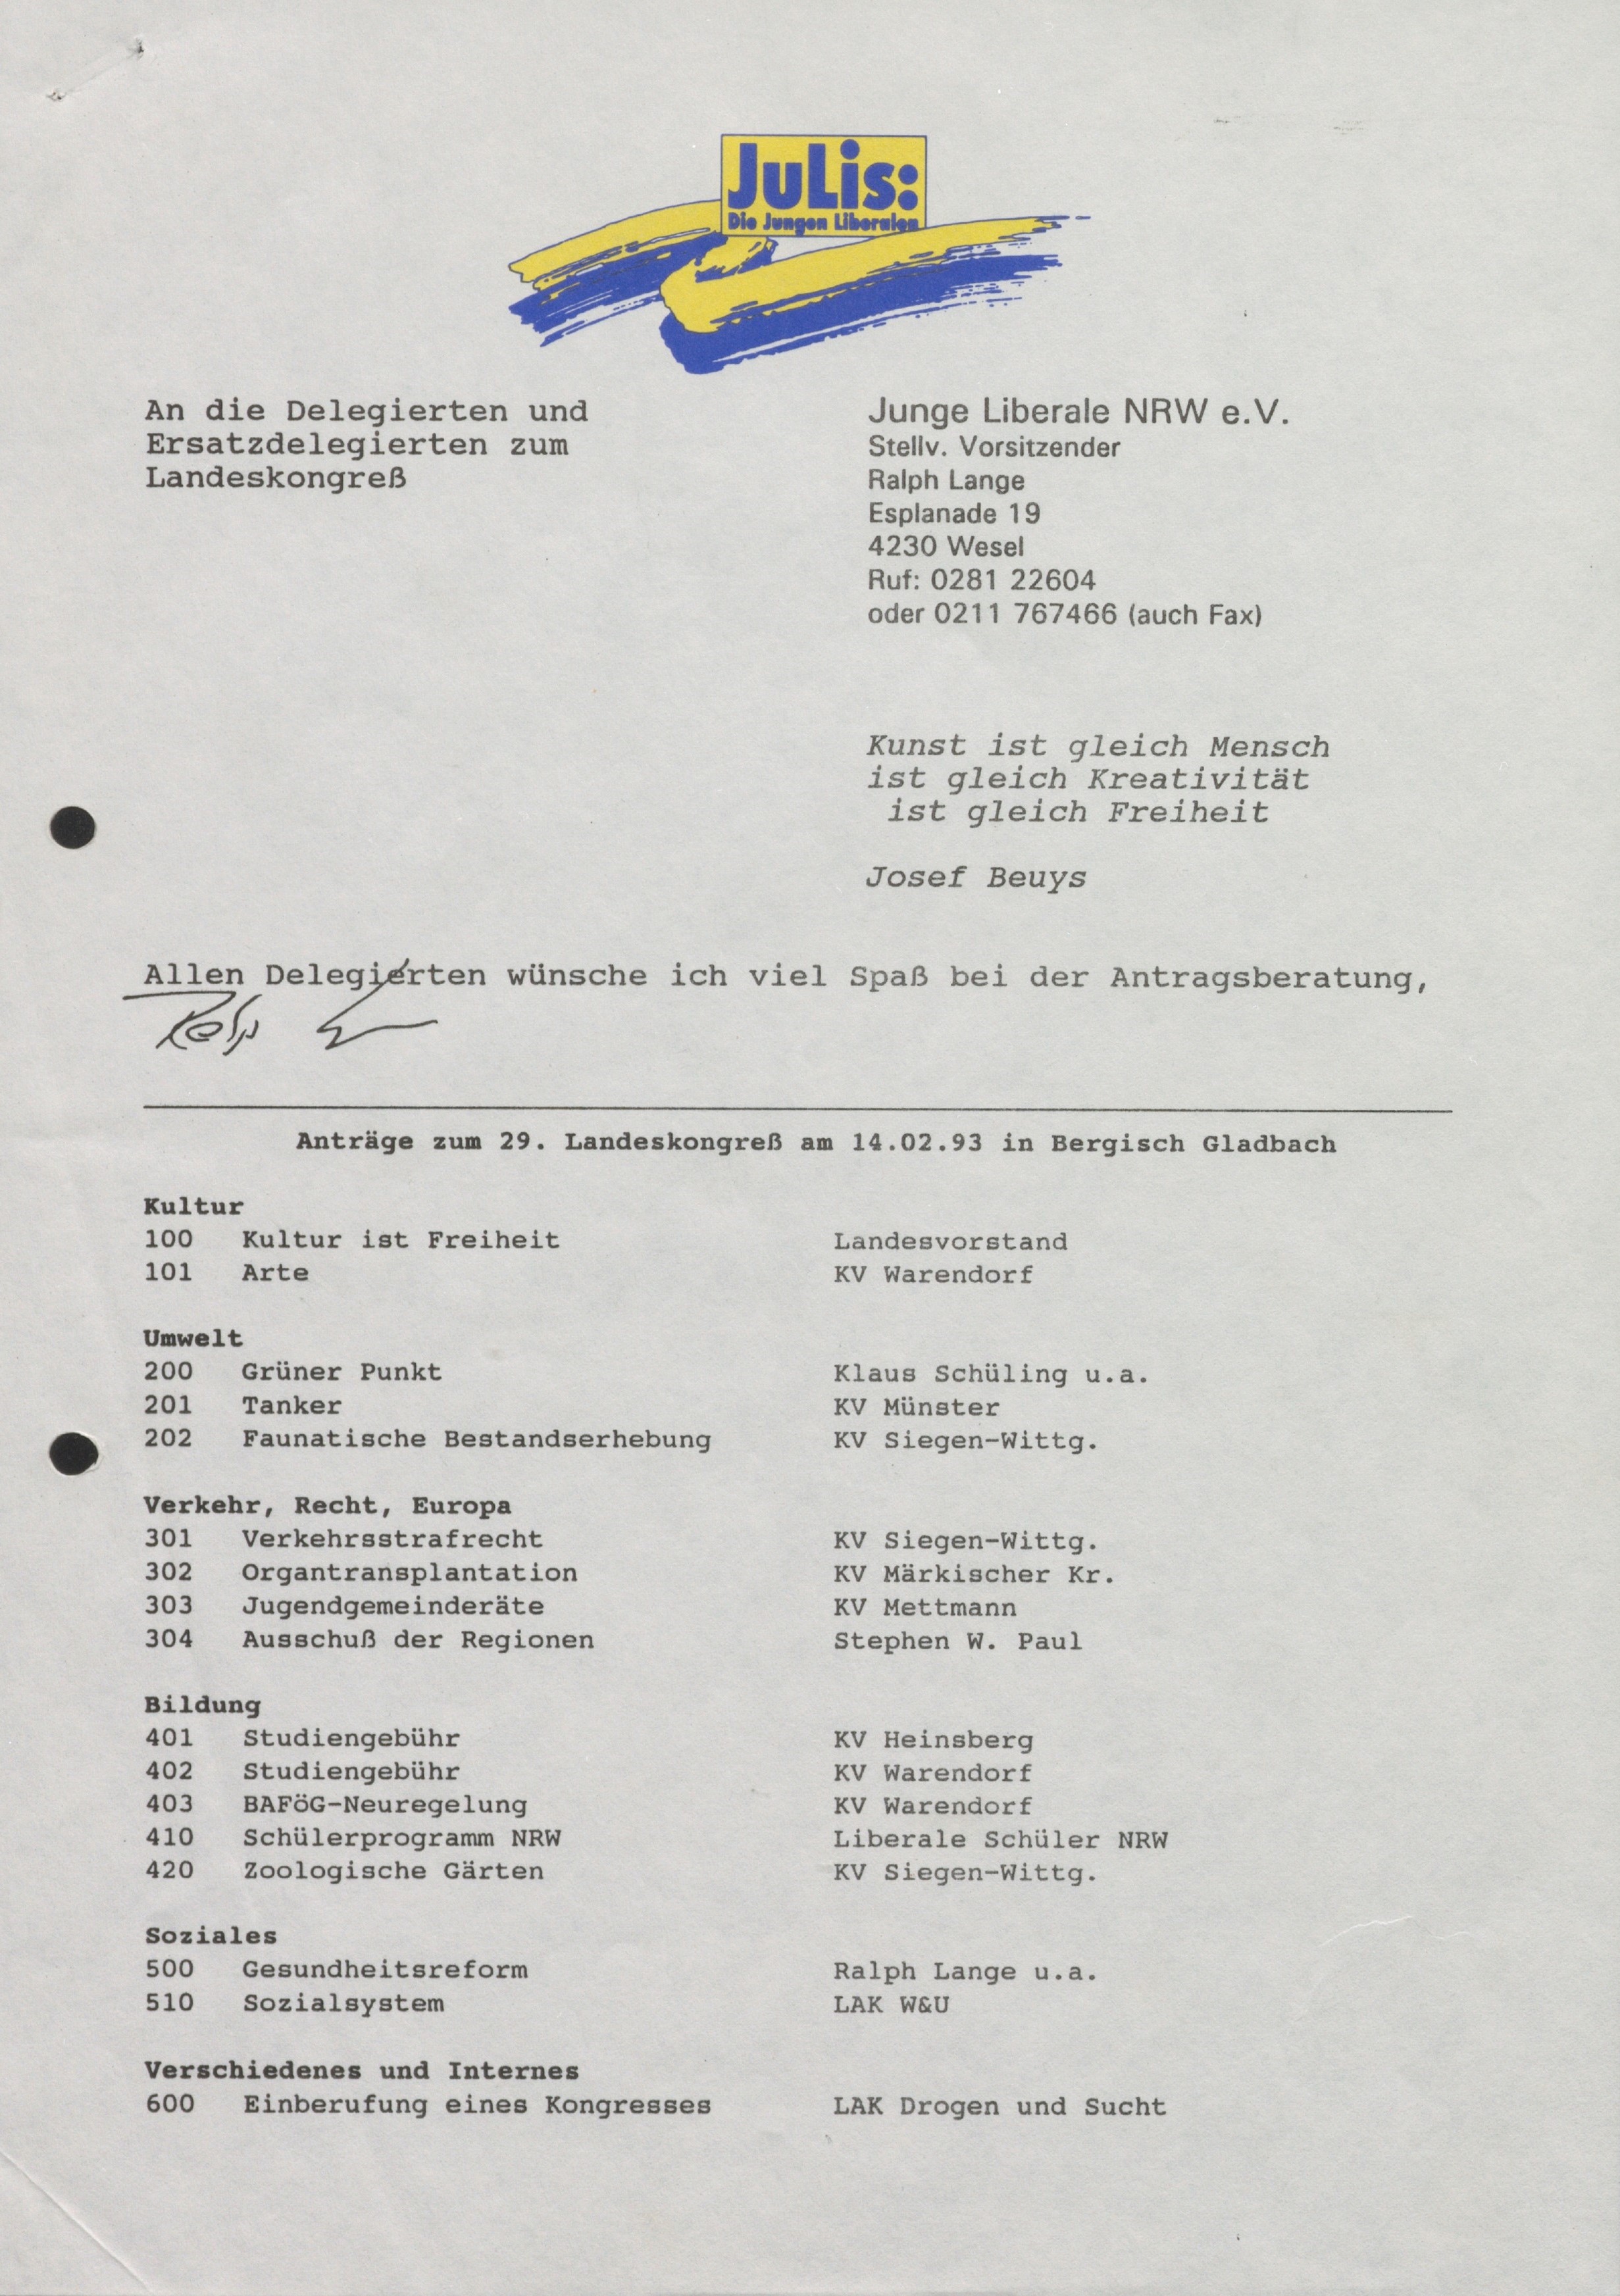 JuLis:
Die Jungen Liberalen
An die Delegierten und
Ersatzdelegierten zum
Landeskongreß
Junge Liberale NRW e.V.
Stellv. Vorsitzender
Ralph Lange
Esplanade 19
4230 Wesel
Ruf: 0281 22604
oder 0211 767466 (auch Fax)
Kunst ist gleich Mensch
ist gleich Kreativität
ist gleich Freiheit
Josef Beuys
Allen Delegierten wünsche ich viel Spaß bei der Antragsberatung,
Anträge zum 29. Landeskongreß am 14.02.93 in Bergisch Gladbach
Kultur
100 Kultur ist Freiheit Landesvorstand
101 Arte KV Warendorf
Umwelt
200 Grüner Punkt Klaus Schüling u.a.
201 Tanker KV Münster
202 Faunatische Bestandserhebung KV Siegen-Wittg.
Verkehr, Recht, Europa
301 Verkehrsstrafrecht KV Siegen-Wittg.
302 Organtransplantation KV Märkischer Kr.
303 Jugendgemeinderäte KV Mettmann
304 Ausschuß der Regionen Stephen W. Paul
Bildung
401 Studiengebühr KV Heinsberg
402 Studiengebühr KV Warendorf
403 BAFöG-Neuregelung KV Warendorf
410 Schülerprogramm NRW Liberale Schüler NRW
420 Zoologische Gärten KV Siegen-Wittg.
Soziales
500 Gesundheitsreform Ralph Lange u.a.
510 Sozialsystem LAK W&U
Verschiedenes und Internes
600 Einberufung eines Kongresses LAK Drogen und Sucht